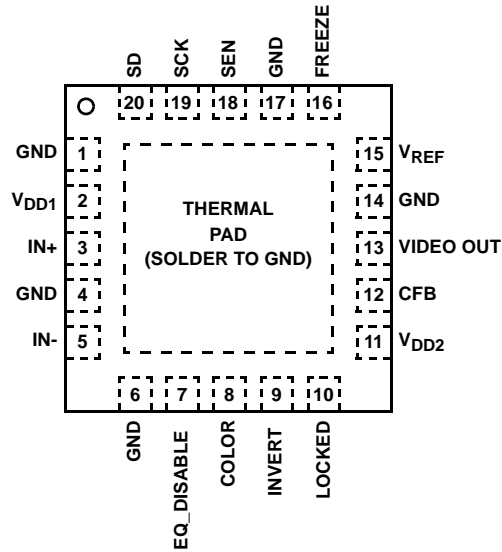 SD
SCK
SEN
GND
FREEZE
20
19
18
17
16
GND 1
15 VREF
VDD1 2
14 GND
THERMAL
PAD
(SOLDER TO GND)
IN+ 3
13 VIDEO OUT
GND 4
12 CFB
IN- 5
11 VDD2
6
7
8
9
10
GND
EQ_DISABLE
COLOR
INVERT
LOCKED